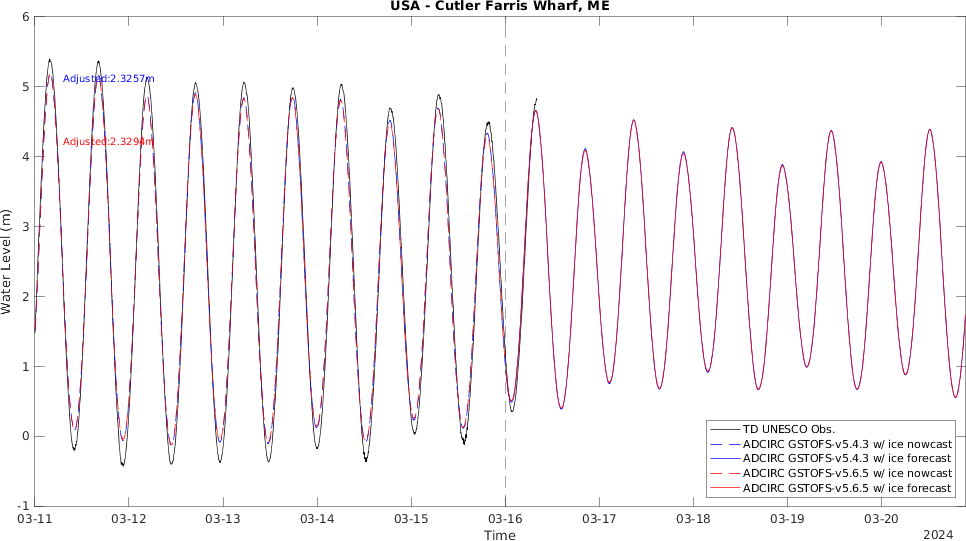 USA - Cutler Farris Wharf, ME
Water Level (m)
6
5
4
3
2
1
0
-1
Adjusted:2.3257m
Adjusted:2.3294m
TD UNESCO Obs.
ADCIRC GSTOFS-v5.4.3 w/ ice nowcast
ADCIRC GSTOFS-v5.4.3 w/ ice forecast
ADCIRC GSTOFS-v5.6.5 w/ ice nowcast
ADCIRC GSTOFS-v5.6.5 w/ ice forecast
03-11 03-12 03-13 03-14 03-15 03-16 03-17 03-18 03-19 03-20
Time
2024